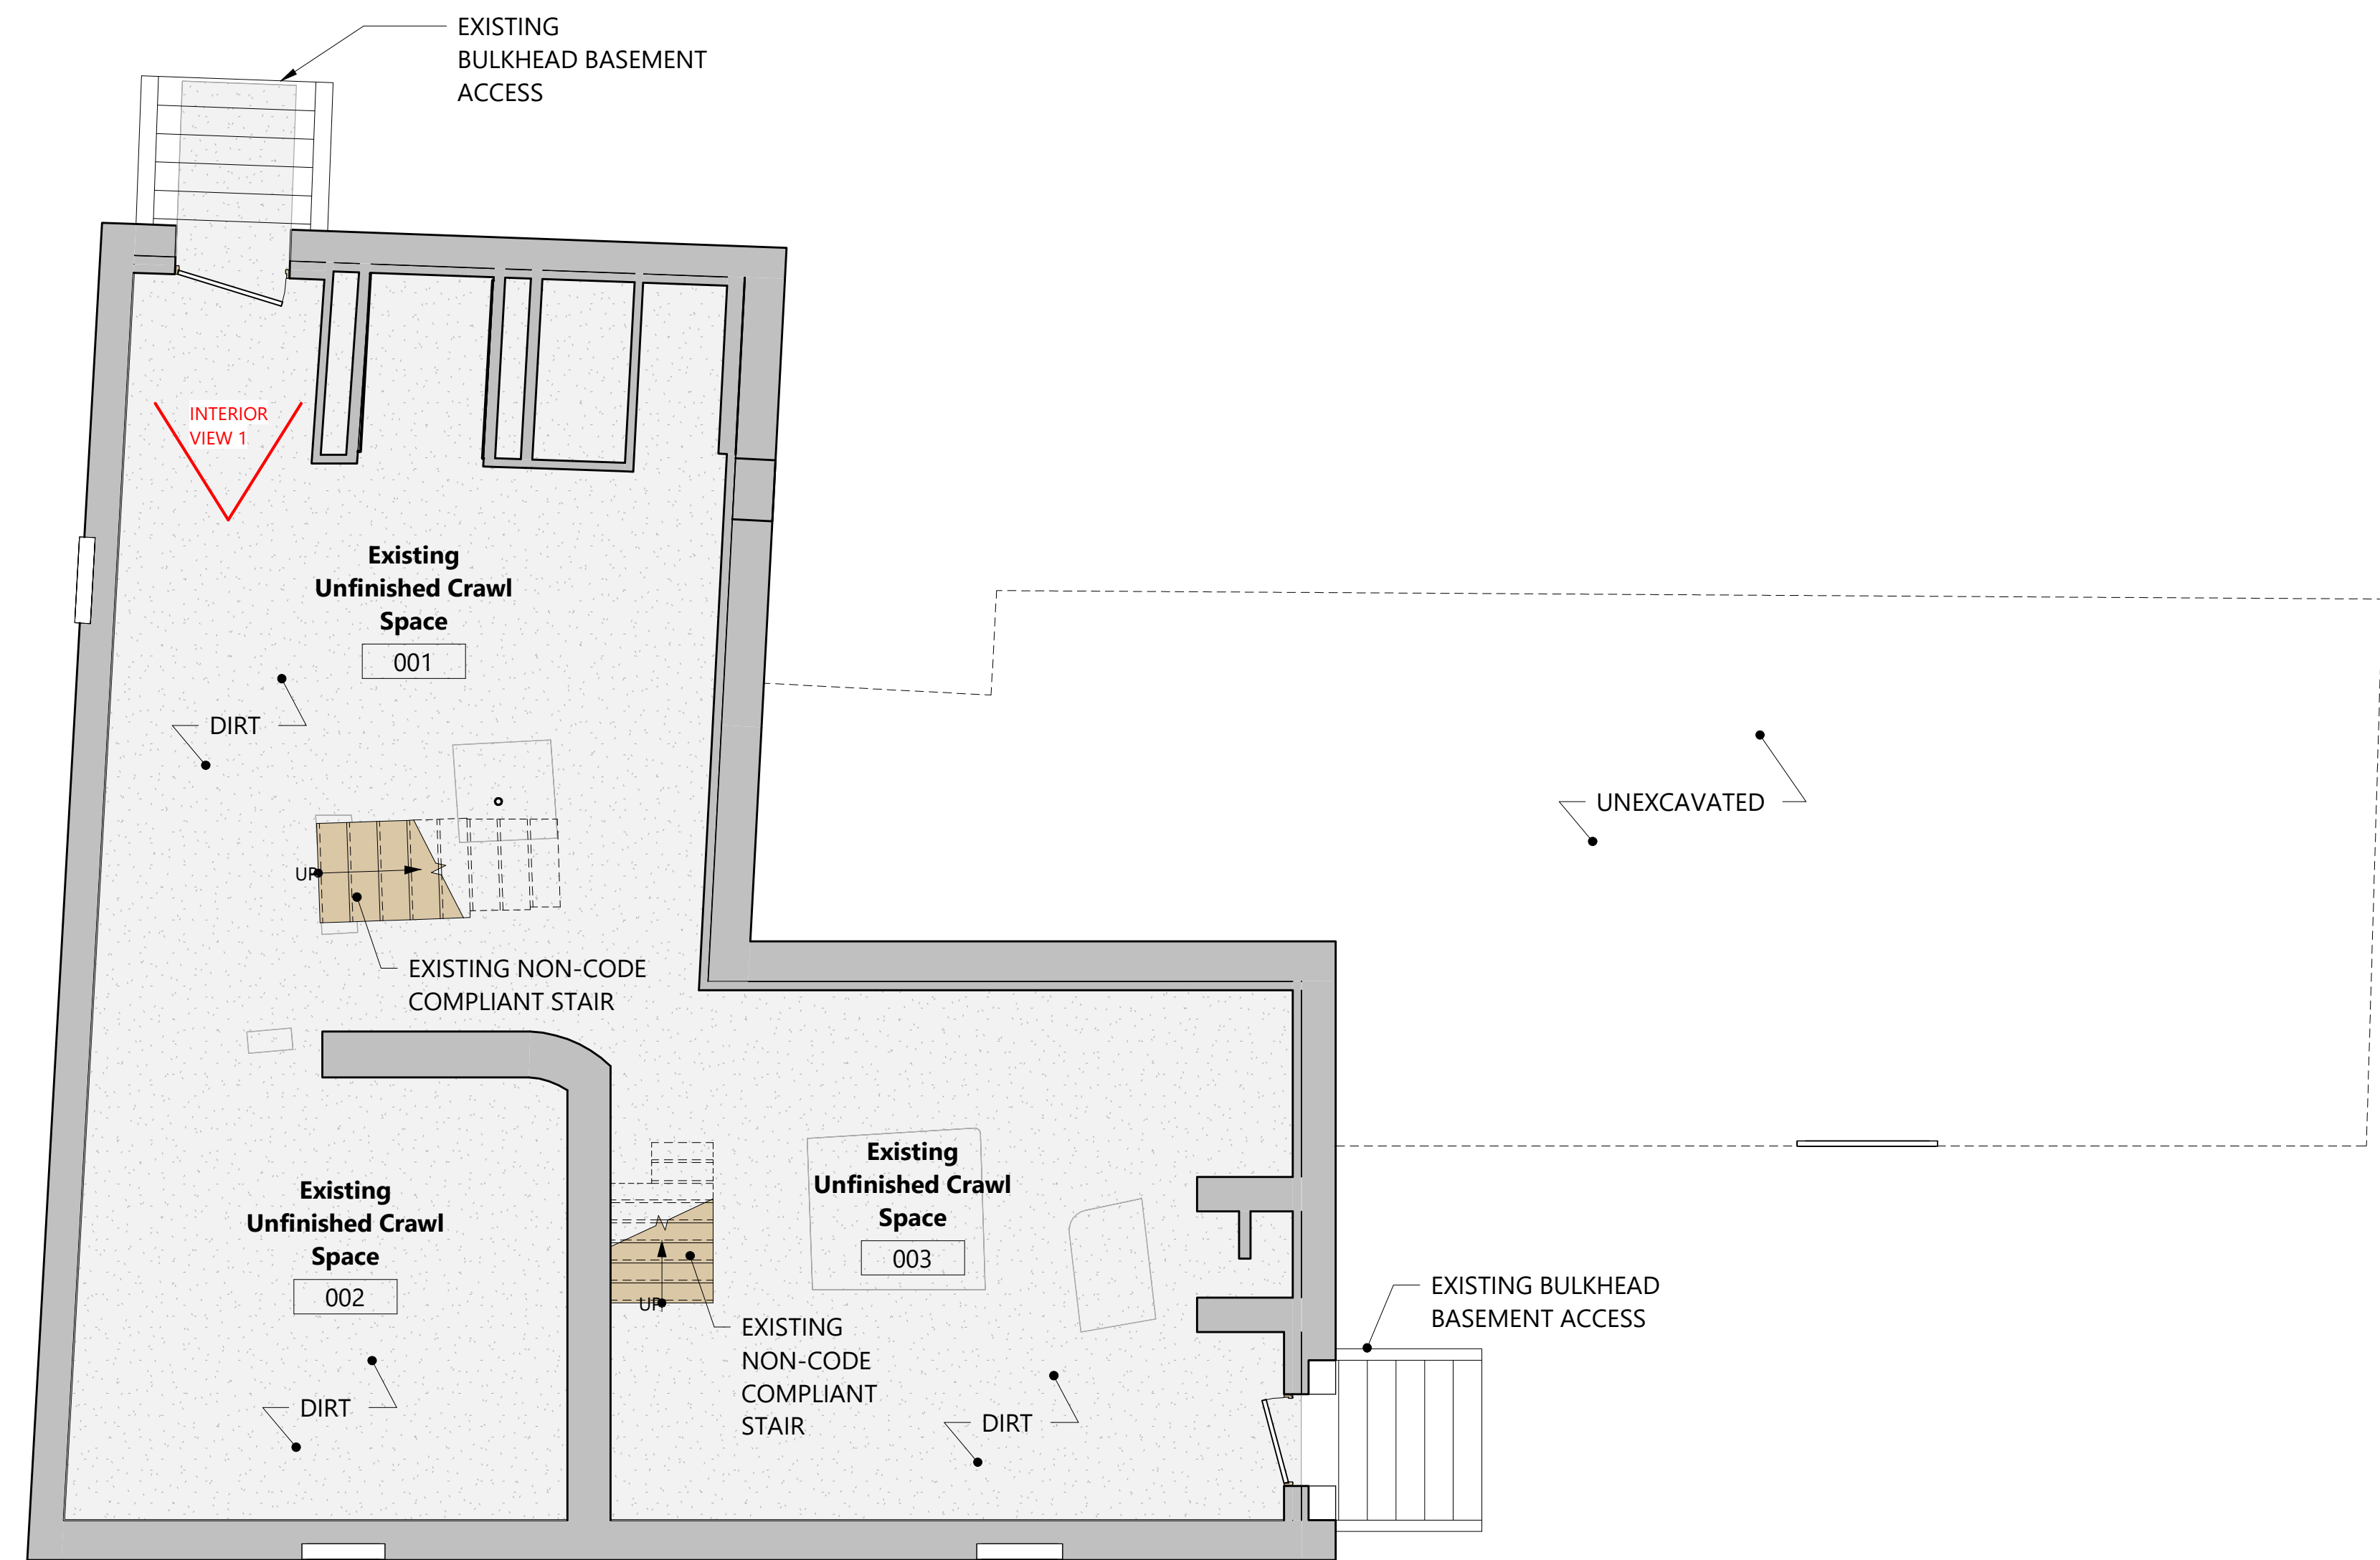 EXISTING
BULKHEAD BASEMENT
ACCESS
INTERIOR
VIEW 1
Existing
Unfinished Crawl
Space
001
DIRT
UNEXCAVATED
UP
EXISTING NON-CODE
COMPLIANT STAIR
Existing
Unfinished Crawl
Space
003
Existing
Unfinished Crawl
Space
002
UP
EXISTING
NON-CODE
COMPLIANT
STAIR
EXISTING BULKHEAD
BASEMENT ACCESS
DIRT
DIRT